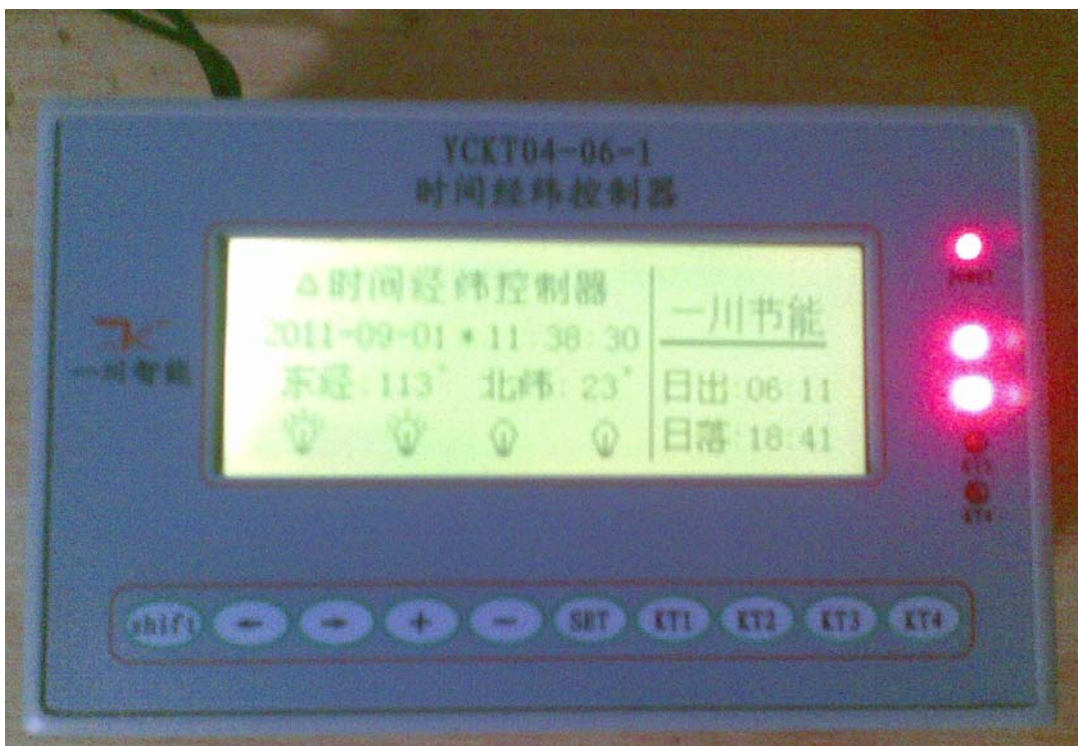 YCKT04-06-1
时间经纬控制器
△时间经纬控制器
2011-09-01*11:38:30
东经:113° 北纬:23°
一川节能
日出:06:11
日落:18:41
一川智能
KT3
KT4
shift ← → + - SET KT1 KT2 KT3 KT4